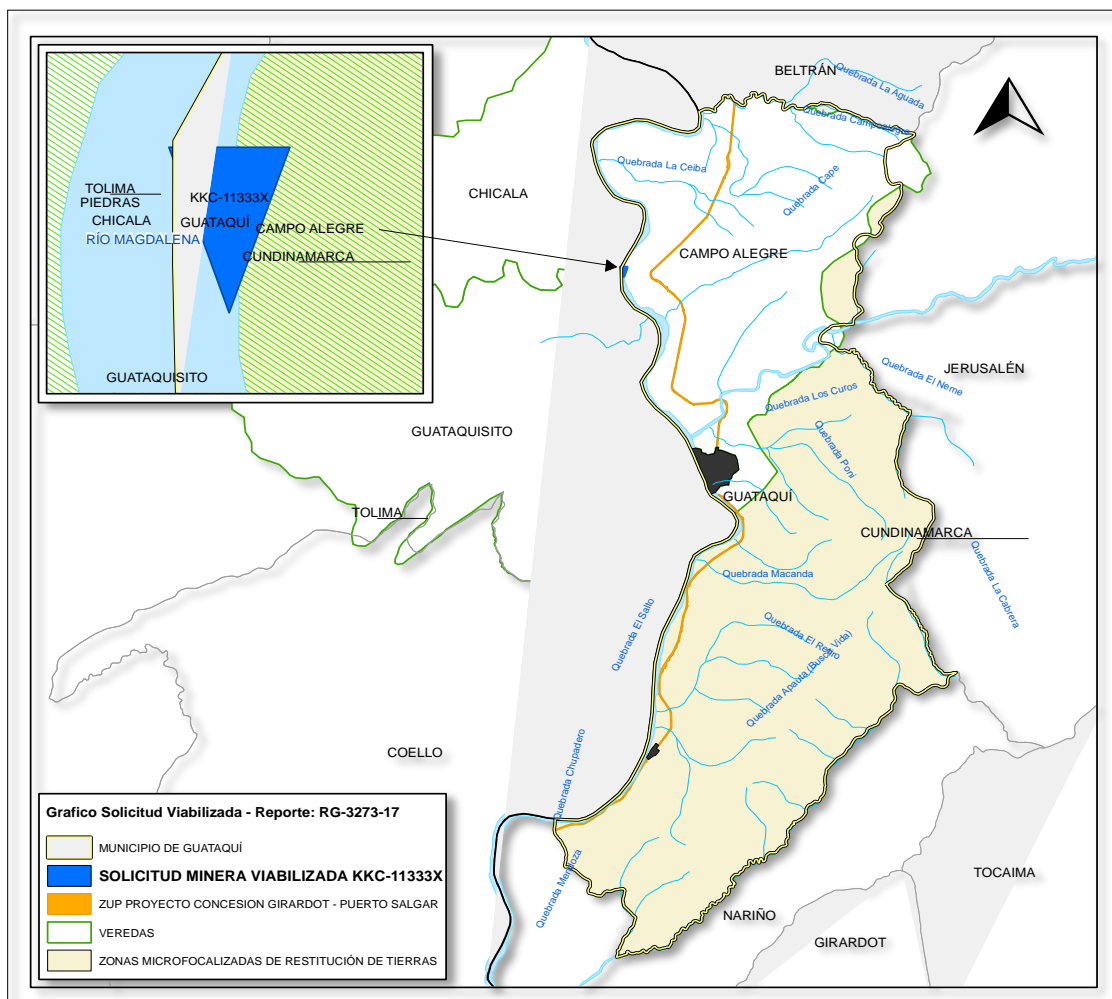 TOLIMA
PIEDRAS
CHICALA
RÍO MAGDALENA
KKC-11333X
GUATAQUÍ
CAMPO ALEGRE
CUNDINAMARCA
GUATAQUISITO
BELTRÁN
Quebrada La Aguada
Quebrada Campoalegre
Quebrada La Ceiba
Quebrada Cape
CHICALA
CAMPO ALEGRE
JERUSALÉN
Quebrada El Neme
Quebrada Los Curos
Quebrada Poni
GUATAQUISITO
TOLIMA
GUATAQUÍ
CUNDINAMARCA
Quebrada La Cabrera
Quebrada Macanda
Quebrada El Salto
Quebrada El Retiro
Quebrada Apauta (Busca Vida)
COELLO
Quebrada Chupadero
Quebrada Mendoza
TOCAIMA
NARIÑO
GIRARDOT
Grafico Solicitud Viabilizada - Reporte: RG-3273-17
MUNICIPIO DE GUATAQUÍ
SOLICITUD MINERA VIABILIZADA KKC-11333X
ZUP PROYECTO CONCESION GIRARDOT - PUERTO SALGAR
VEREDAS
ZONAS MICROFOCALIZADAS DE RESTITUCIÓN DE TIERRAS